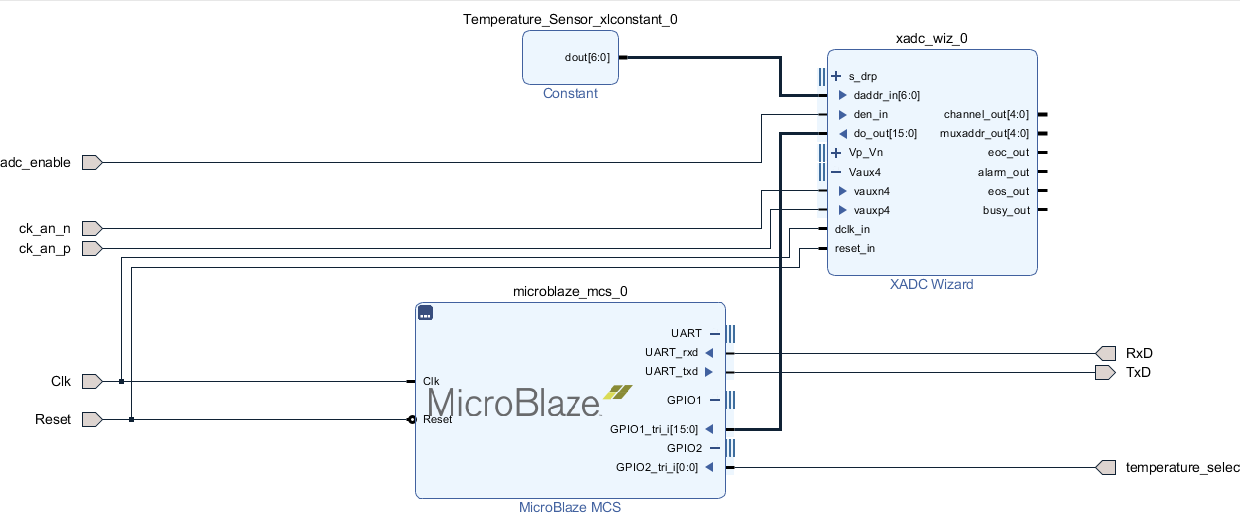 Temperature_Sensor_xlconstant_0
dout[6:0]
Constant
xadc_wiz_0
s_drp
daddr_in[6:0]
den_in
do_out[15:0]
Vp_Vn
Vaux4
vauxn4
vauxp4
dclk_in
reset_in
channel_out[4:0]
muxaddr_out[4:0]
eoc_out
alarm_out
eos_out
busy_out
XADC Wizard
adc_enable
ck_an_n
ck_an_p
Clk
Reset
microblaze_mcs_0
Clk
MicroBlaze
Reset
UART
UART_rxd
UART_txd
GPIO1
GPIO1_tri_i[15:0]
GPIO2
GPIO2_tri_i[0:0]
MicroBlaze MCS
RxD
TxD
temperature_selec